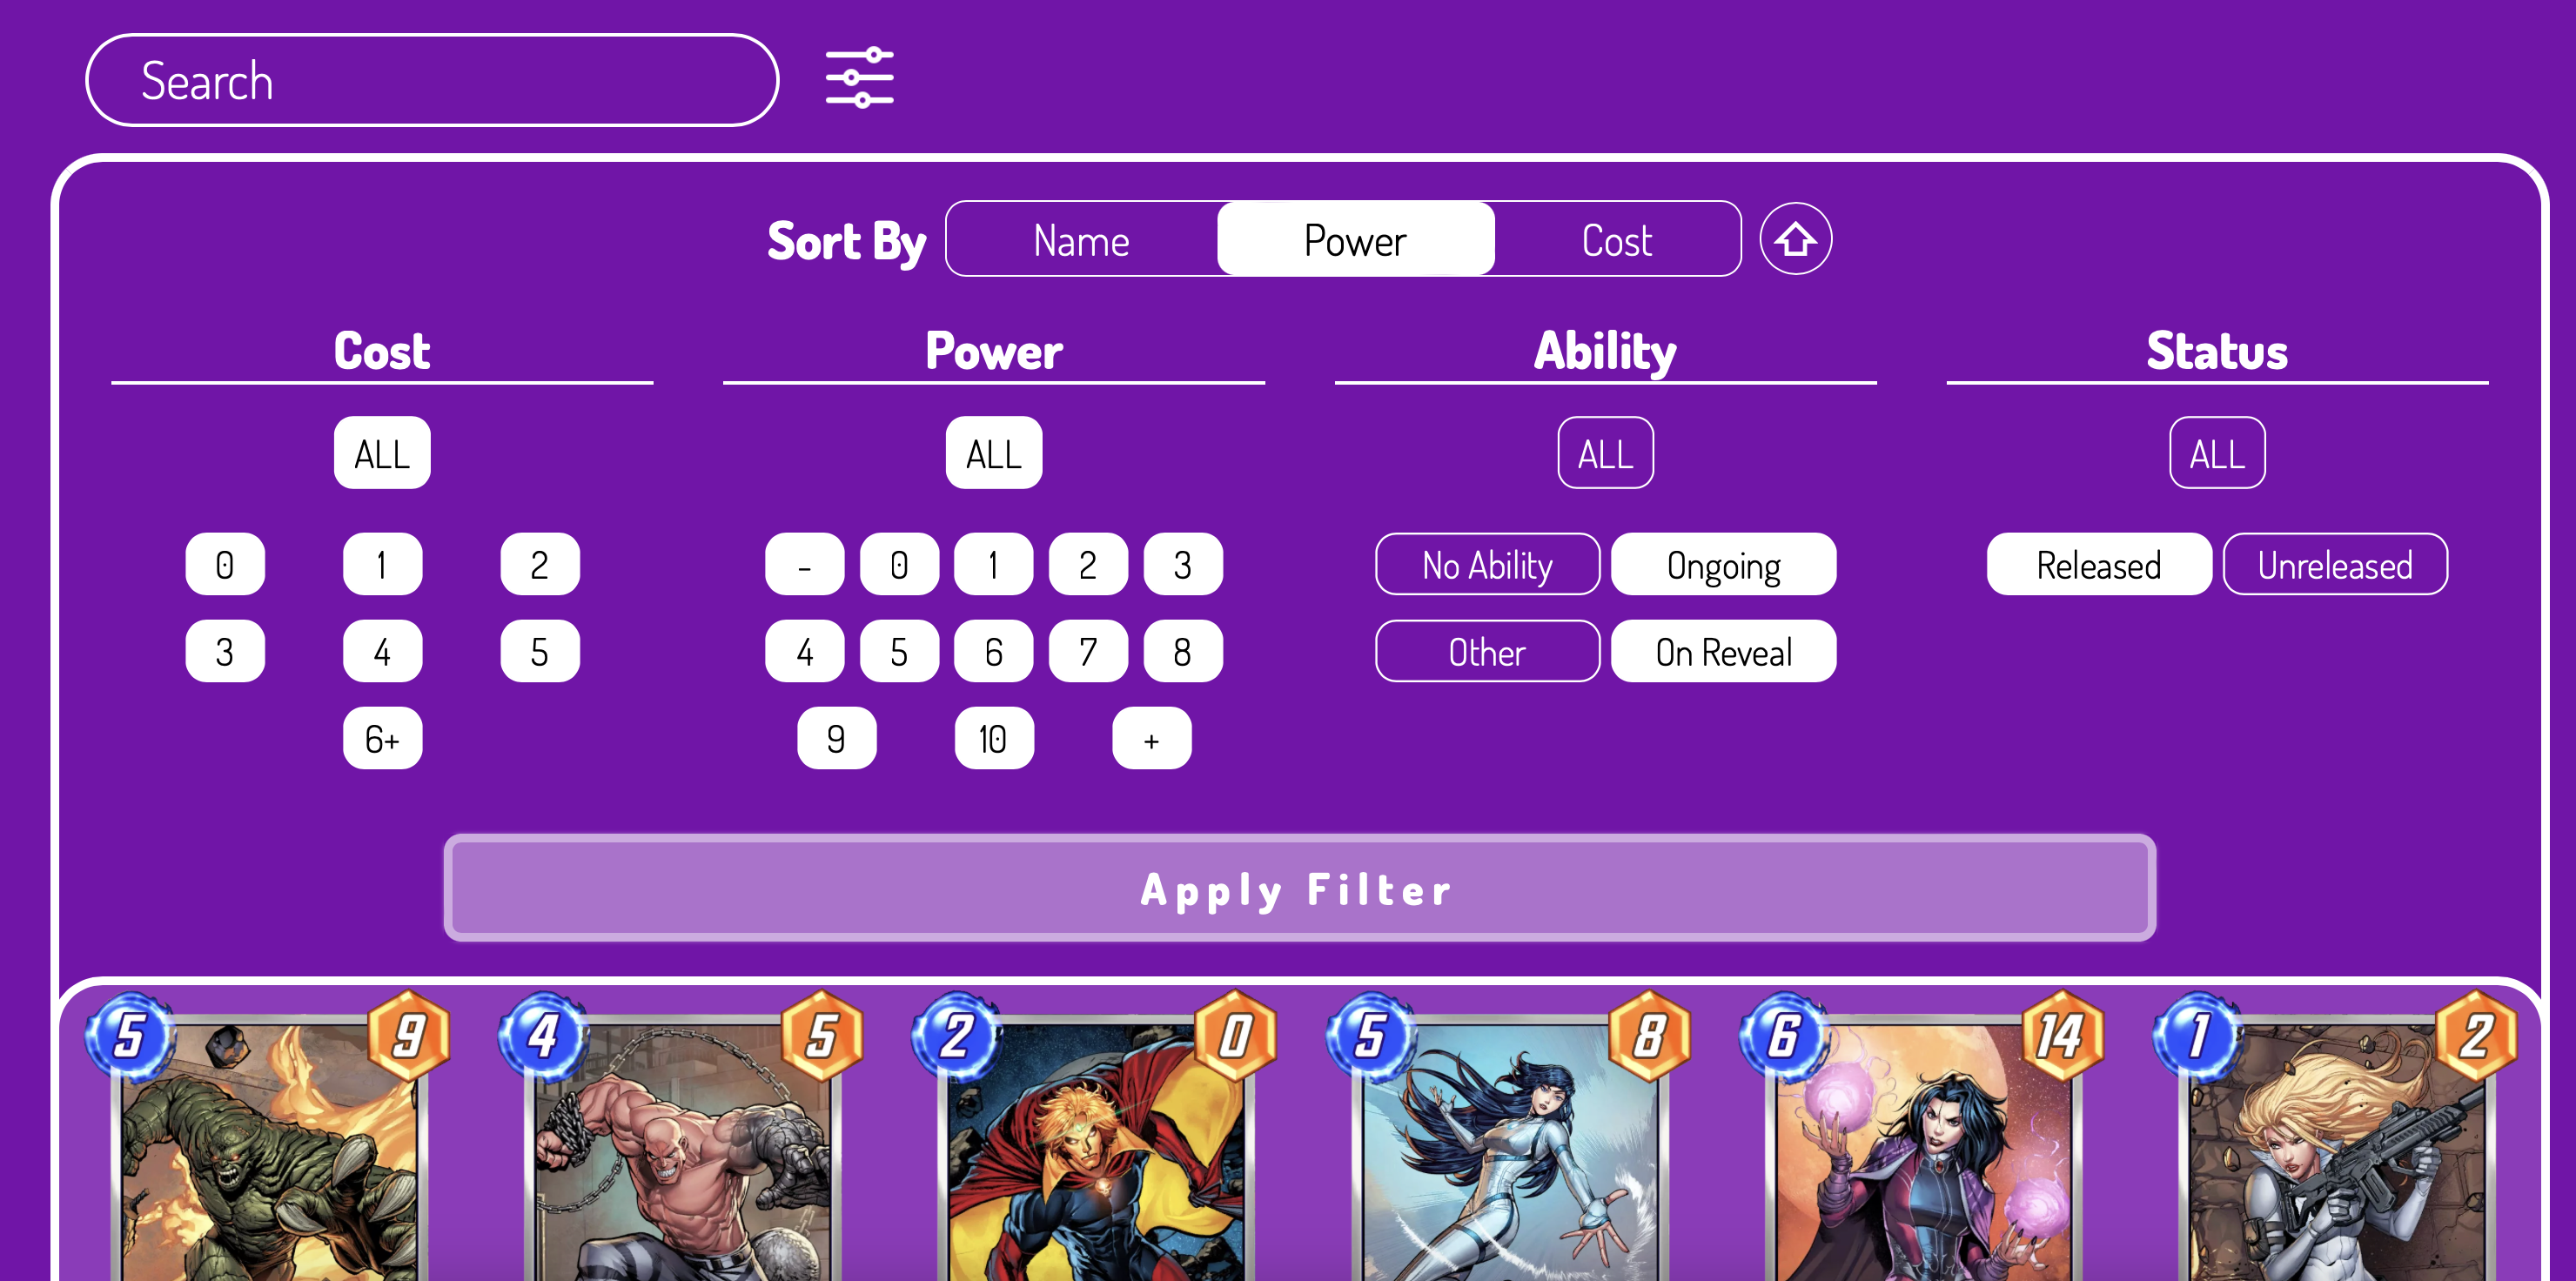 Search
Sort By Name Power Cost
Cost Power Ability Status
ALL ALL ALL ALL
0 1 2 - 0 1 2 3 No Ability Ongoing Released Unreleased
3 4 5 4 5 6 7 8 Other On Reveal
6+ 9 10 +
Apply Filter
5 9 4 5 2 0 5 8 6 14 1 2